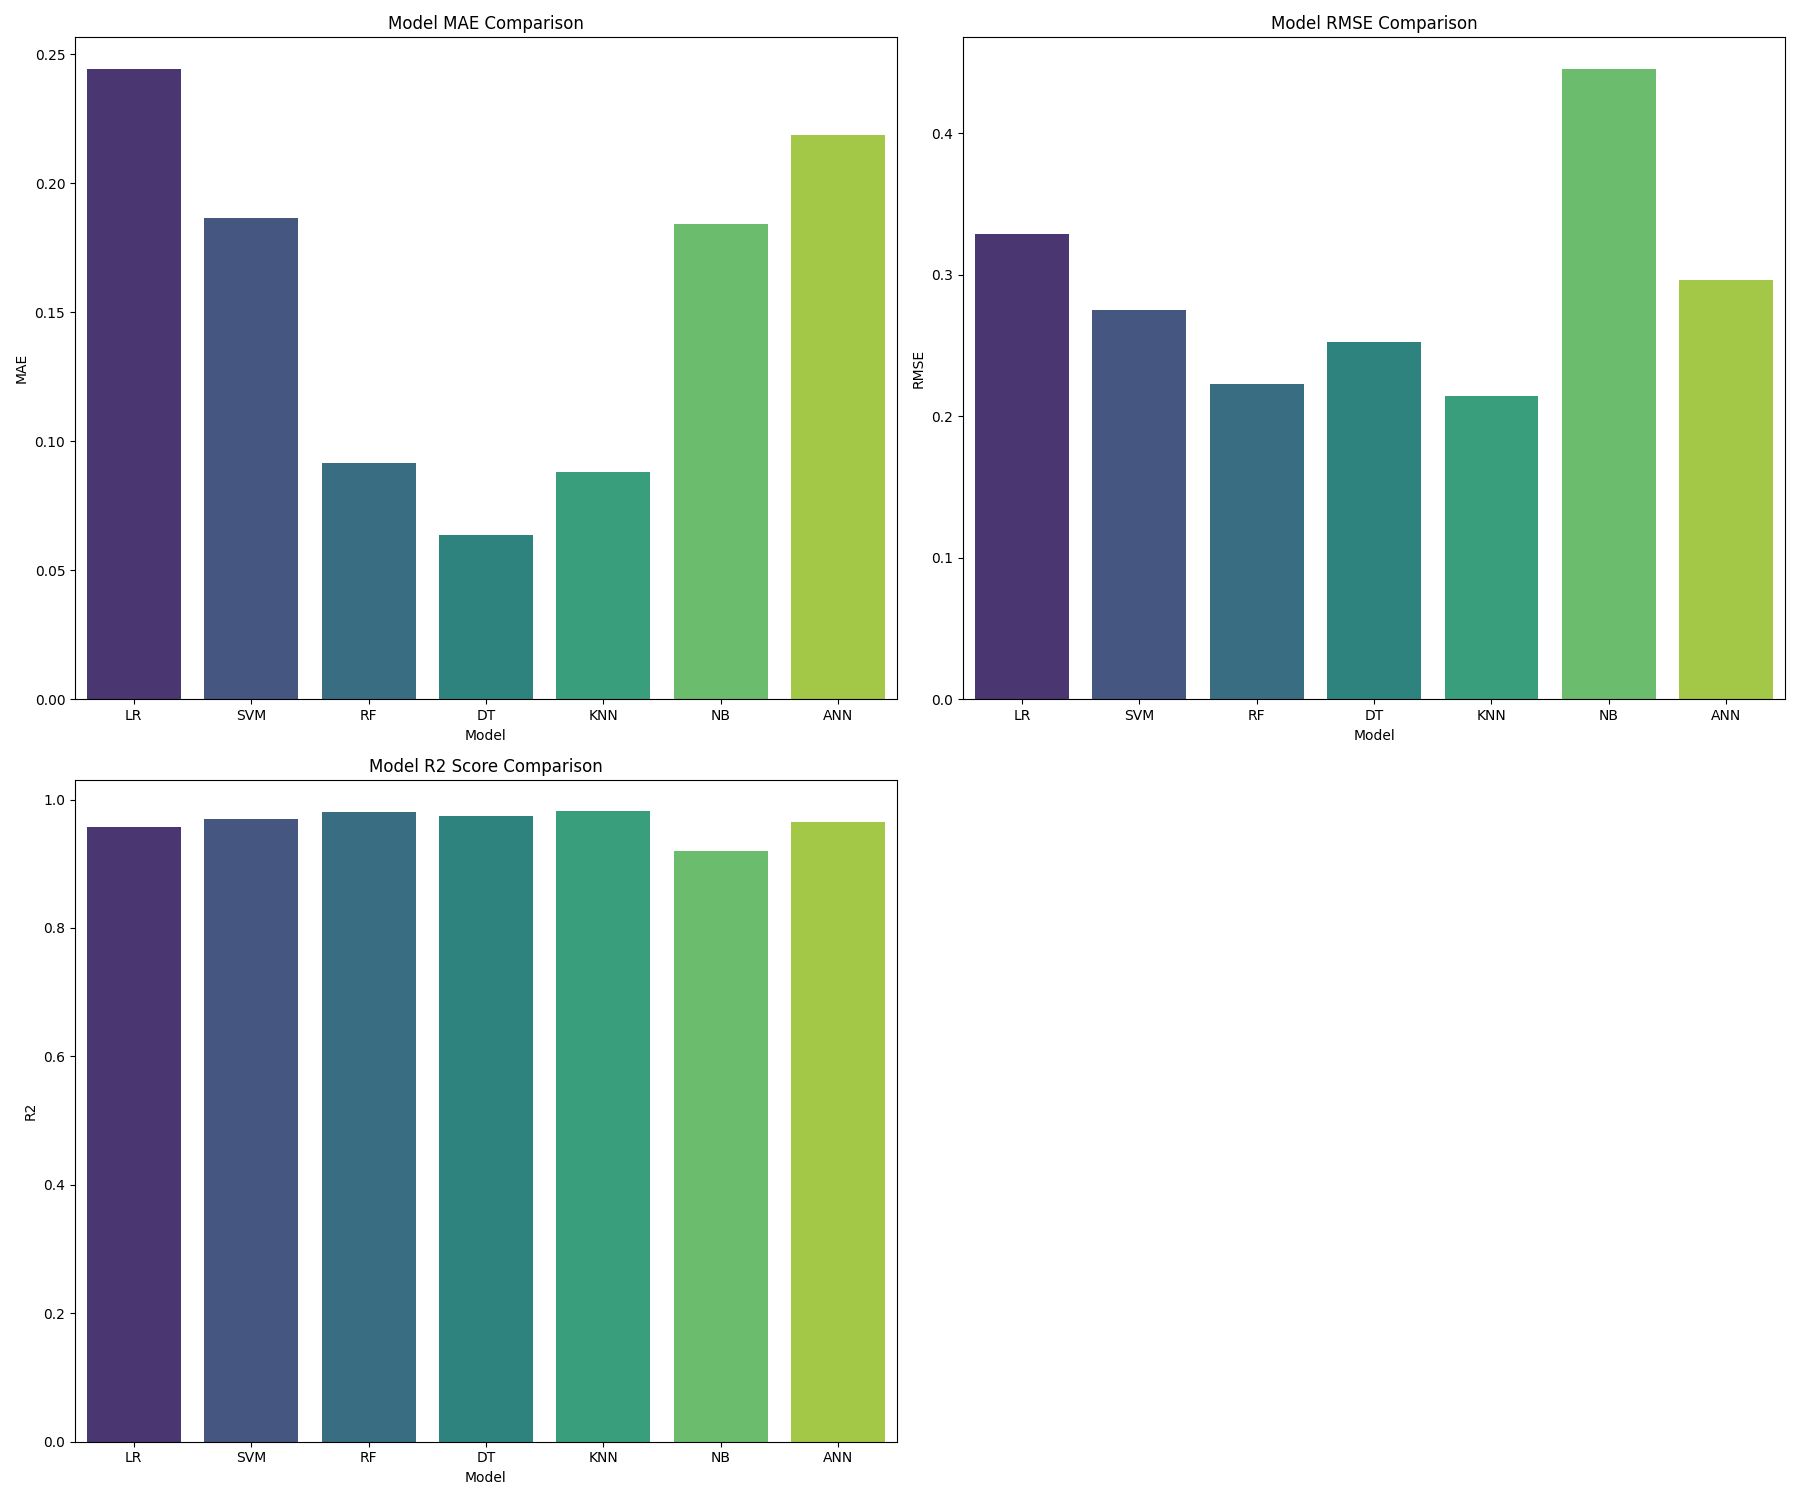 Model MAE Comparison
0.25
0.20
0.15
0.10
0.05
0.00
MAE
LR SVM RF DT KNN NB ANN
Model
Model RMSE Comparison
0.4
0.3
0.2
0.1
0.0
RMSE
LR SVM RF DT KNN NB ANN
Model
Model R2 Score Comparison
1.0
0.8
0.6
0.4
0.2
0.0
R2
LR SVM RF DT KNN NB ANN
Model